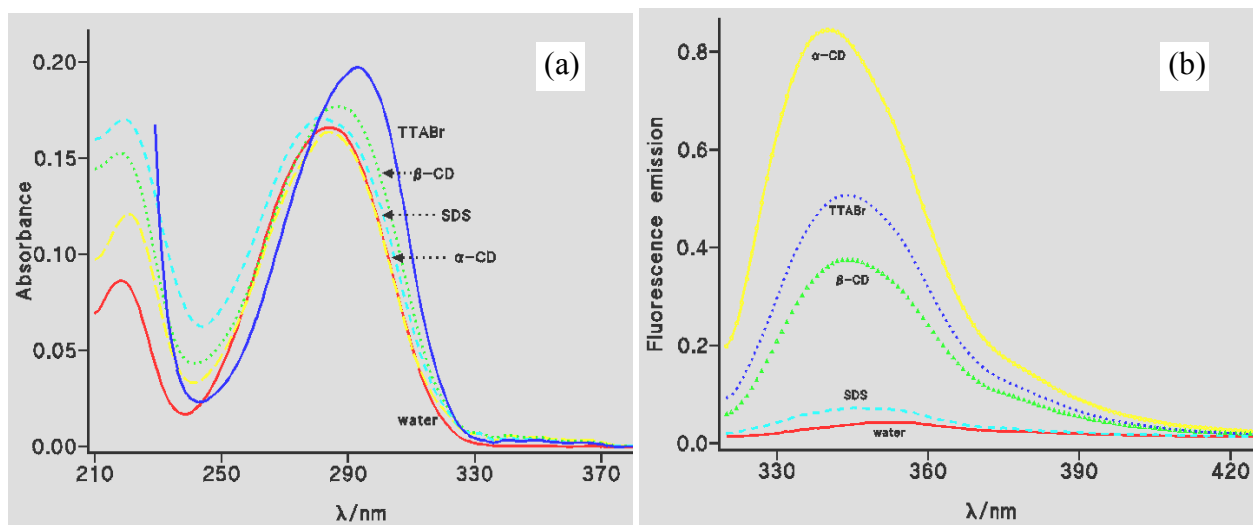 (a)
0.20
0.15
0.10
0.05
0.00
Absorbance
TTABr
β-CD
SDS
α-CD
water
210 250 290 330 370
λ/nm
(b)
0.8
0.6
0.4
0.2
0.0
Fluorescence emission
α-CD
TTABr
β-CD
SDS
water
330 360 390 420
λ/nm